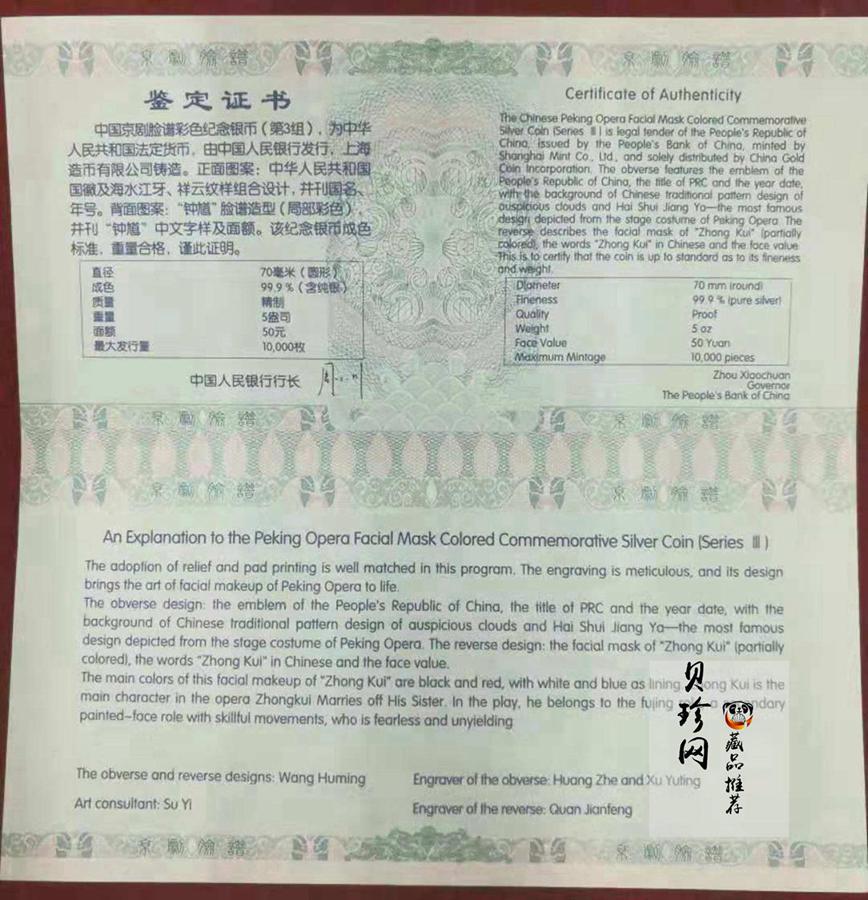 京剧脸谱
京剧脸谱
鉴定证书
中国京剧脸谱彩色纪念银币(第3组),为中华
人民共和国法定货币,由中国人民银行发行,上海
造币有限公司铸造。正面图案:中华人民共和国
国徽及海水江牙、祥云纹样组合设计,并刊国名、
年号。背面图案:“钟馗”脸谱造型(局部彩色),
并刊“钟馗”中文字样及面额。该纪念银币成色
标准,重量合格,谨此证明。
直径 70毫米(圆形)
成色 99.9%(含纯银)
质量 精制
重量 5盎司
面额 50元
最大发行量 10,000枚
中国人民银行行长
Certificate of Authenticity
The Chinese Peking Opera Facial Mask Colored Commemorative
Silver Coin (Series Ⅲ) is legal tender of the People's Republic of
China, issued by the People's Bank of China, minted by
Shanghai Mint Co., Ltd., and solely distributed by China Gold
Coin Incorporation. The obverse features the emblem of the
People's Republic of China, the title of PRC and the year date,
with the background of Chinese traditional pattern design of
auspicious clouds and Hai Shui Jiang Ya—the most famous
design depicted from the stage costume of Peking Opera. The
reverse describes the facial mask of "Zhong Kui" (partially
colored), the words "Zhong Kui" in Chinese and the face value.
This is to certify that the coin is up to standard as to its fineness
and weight.
Diameter 70 mm (round)
Fineness 99.9 % (pure silver)
Quality Proof
Weight 5 oz
Face Value 50 Yuan
Maximum Mintage 10,000 pieces
Zhou Xiaochuan
Governor
The People's Bank of China
京剧脸谱
京剧脸谱
京剧脸谱
京剧脸谱
An Explanation to the Peking Opera Facial Mask Colored Commemorative Silver Coin (Series Ⅲ)
The adoption of relief and pad printing is well matched in this program. The engraving is meticulous, and its design
brings the art of facial makeup of Peking Opera to life.
The obverse design: the emblem of the People's Republic of China, the title of PRC and the year date, with the
background of Chinese traditional pattern design of auspicious clouds and Hai Shui Jiang Ya—the most famous
design depicted from the stage costume of Peking Opera. The reverse design: the facial mask of "Zhong Kui" (partially
colored), the words "Zhong Kui" in Chinese and the face value.
The main colors of this facial makeup of "Zhong Kui" are black and red, with white and blue as lining. Zhong Kui is the
main character in the opera Zhongkui Marries off His Sister. In the play, he belongs to the fujing
painted-face role with skillful movements, who is fearless and unyielding
The obverse and reverse designs: Wang Huming
Engraver of the obverse: Huang Zhe and Xu Yuting
Art consultant: Su Yi
Engraver of the reverse: Quan Jianfeng
贝珍网
藏品推荐
京剧脸谱
京剧脸谱